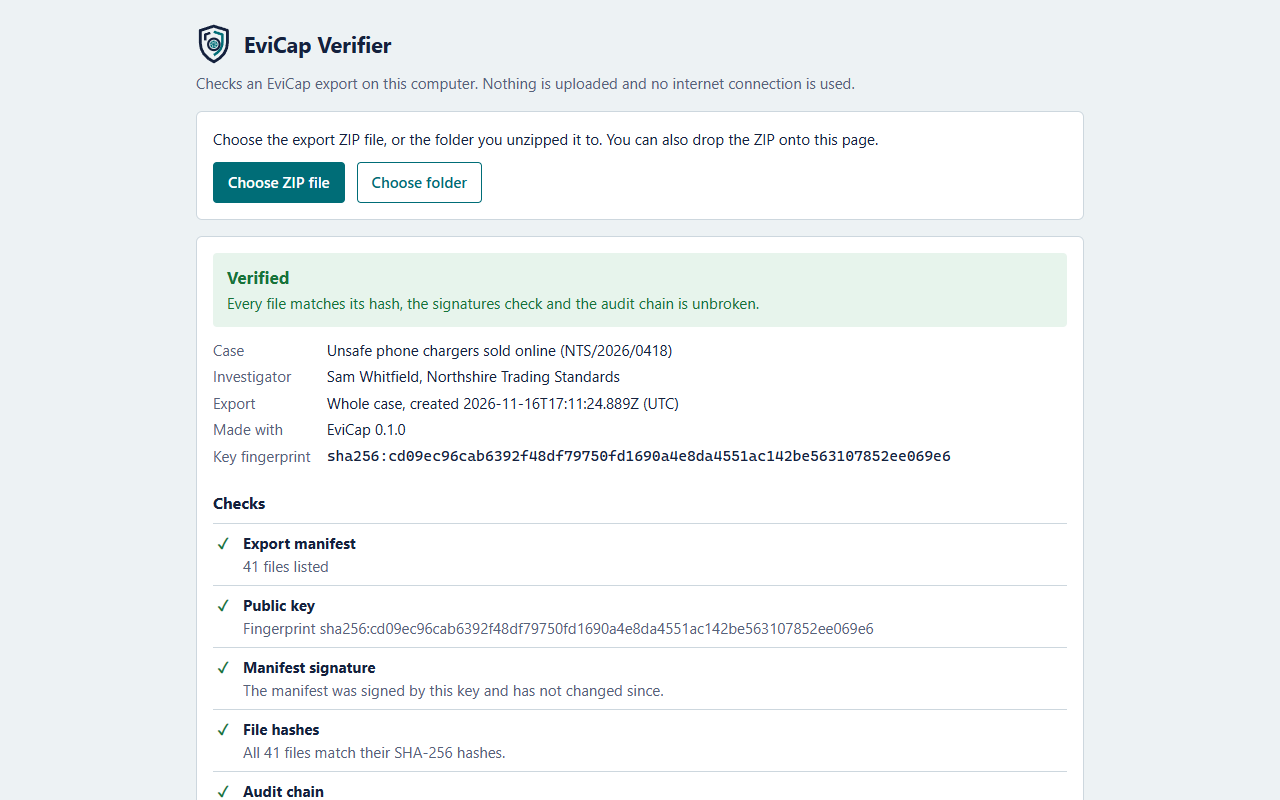 EviCap Verifier
Checks an EviCap export on this computer. Nothing is uploaded and no internet connection is used.
Choose the export ZIP file, or the folder you unzipped it to. You can also drop the ZIP onto this page.
Choose ZIP file
Choose folder
Verified
Every file matches its hash, the signatures check and the audit chain is unbroken.
Case Unsafe phone chargers sold online (NTS/2026/0418)
Investigator Sam Whitfield, Northshire Trading Standards
Export Whole case, created 2026-11-16T17:11:24.889Z (UTC)
Made with EviCap 0.1.0
Key fingerprint sha256:cd09ec96cab6392f48df79750fd1690a4e8da4551ac142be563107852ee069e6
Checks
✓ Export manifest
41 files listed
✓ Public key
Fingerprint sha256:cd09ec96cab6392f48df79750fd1690a4e8da4551ac142be563107852ee069e6
✓ Manifest signature
The manifest was signed by this key and has not changed since.
✓ File hashes
All 41 files match their SHA-256 hashes.
✓ Audit chain